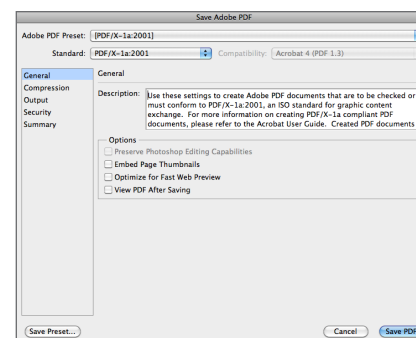 Save Adobe PDF
Adobe PDF Preset: [PDF/X-1a:2001]
Standard: PDF/X-1a:2001 Compatibility: Acrobat 4 (PDF 1.3)
General
Compression
Output
Security
Summary
General
Description: Use these settings to create Adobe PDF documents that are to be checked or
must conform to PDF/X-1a:2001, an ISO standard for graphic content
exchange. For more information on creating PDF/X-1a compliant PDF
documents, please refer to the Acrobat User Guide. Created PDF documents
Options
Preserve Photoshop Editing Capabilities
Embed Page Thumbnails
Optimize for Fast Web Preview
View PDF After Saving
Save Preset... Cancel Save PDF